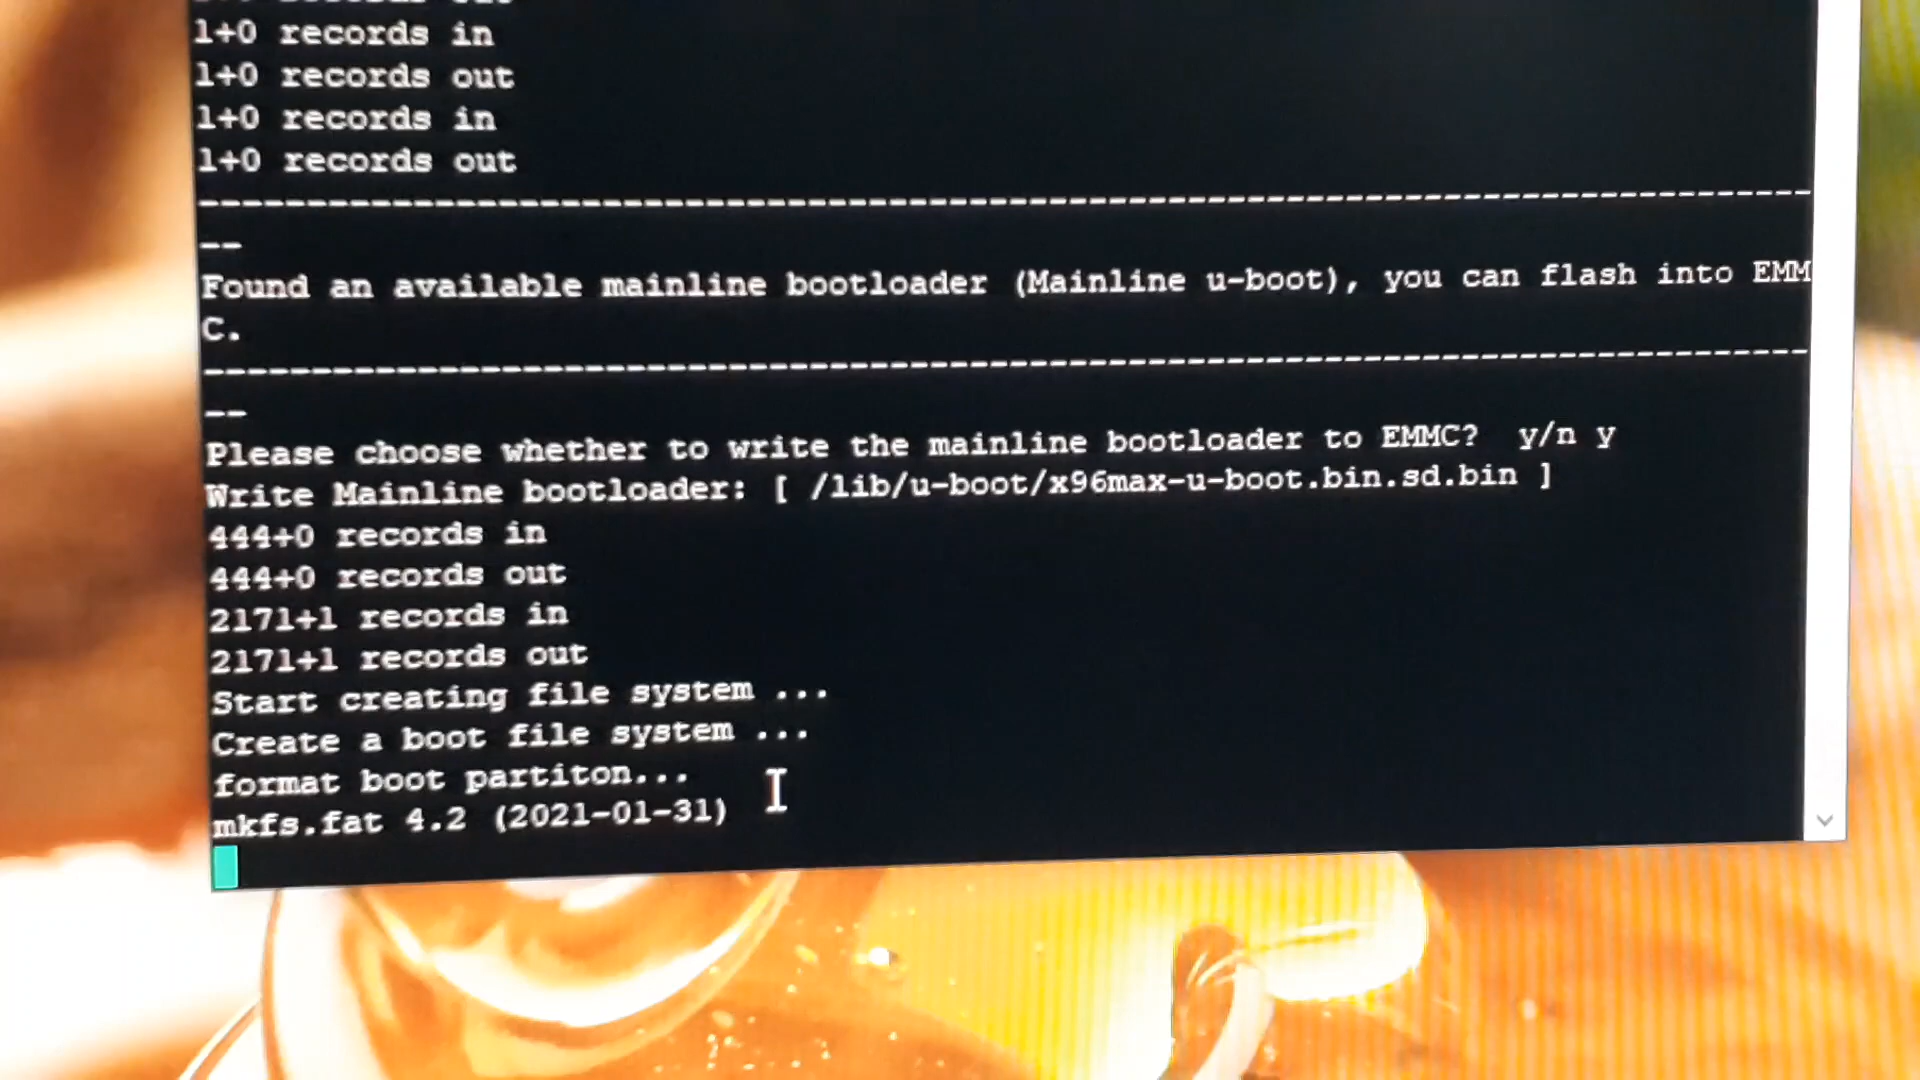 1+0 records in
1+0 records out
1+0 records in
1+0 records out
--------------------------------------------------------------------------------
--
Found an available mainline bootloader (Mainline u-boot), you can flash into EMM
C.
--------------------------------------------------------------------------------
--
Please choose whether to write the mainline bootloader to EMMC?  y/n y
Write Mainline bootloader: [ /lib/u-boot/x96max-u-boot.bin.sd.bin ]
444+0 records in
444+0 records out
2171+1 records in
2171+1 records out
Start creating file system ...
Create a boot file system ...
format boot partiton...
mkfs.fat 4.2 (2021-01-31)